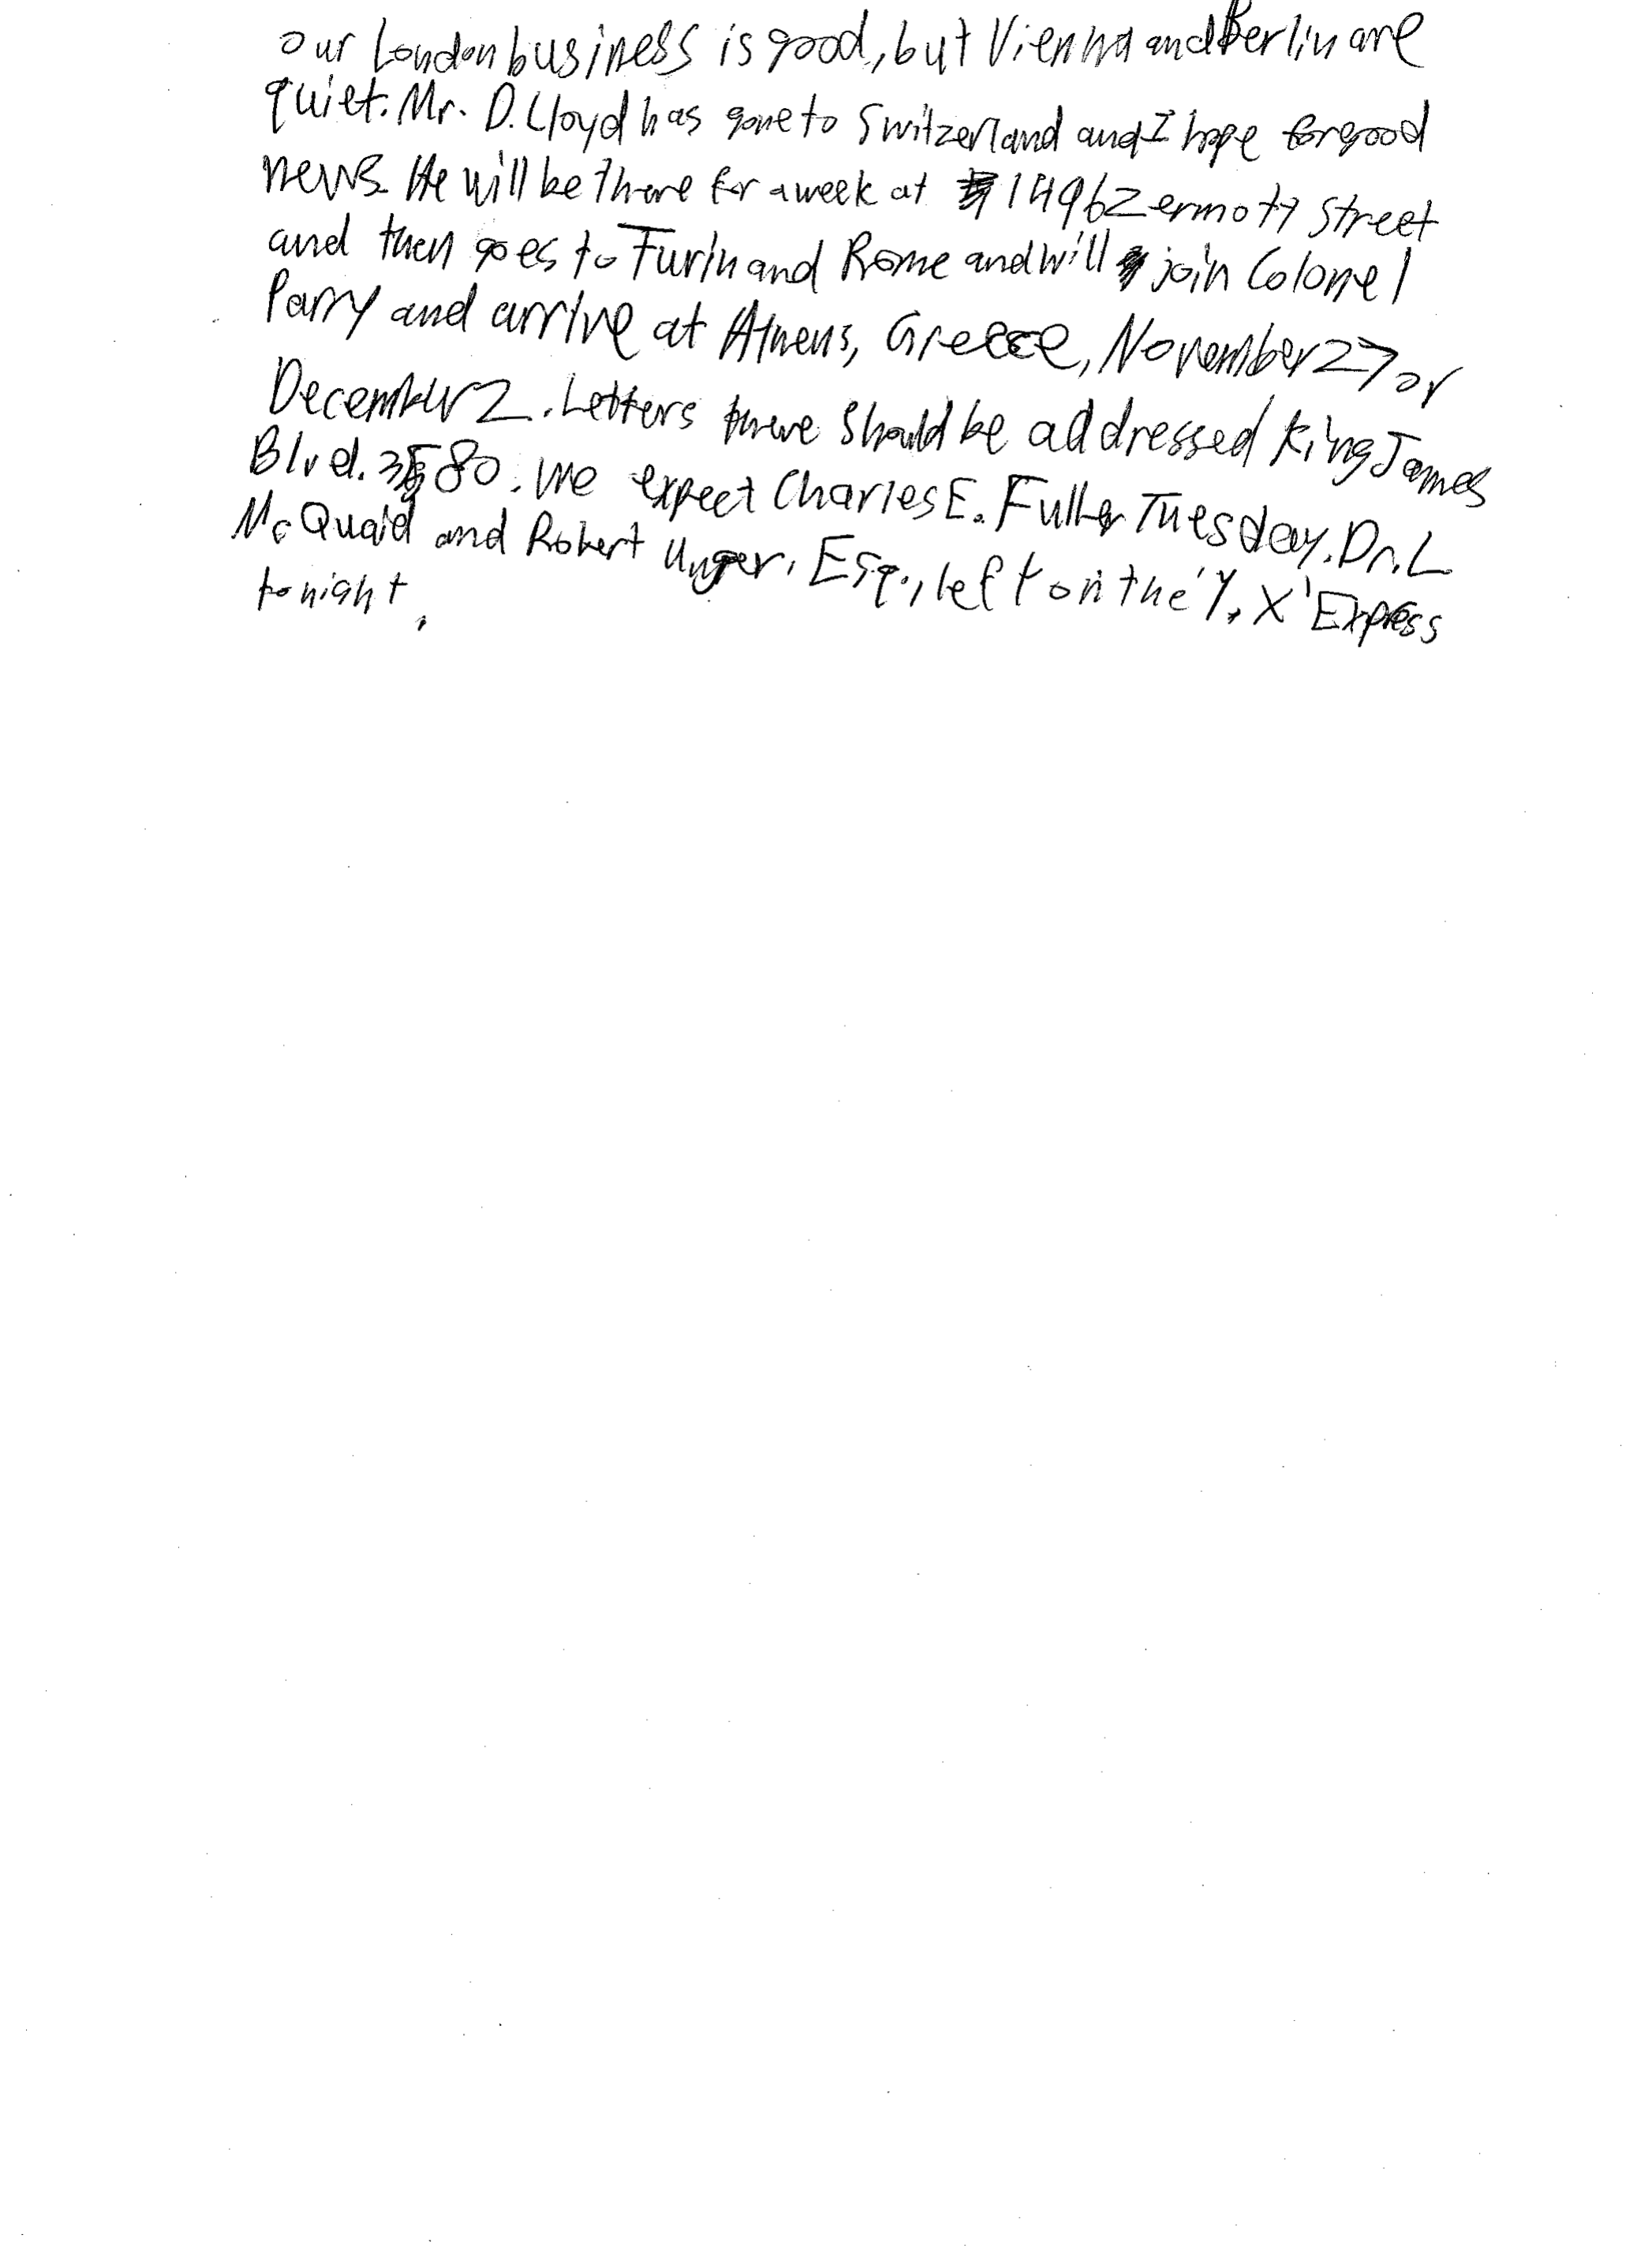 our London business is good, but Vienna and Berlin are
quiet. Mr. D. Lloyd has gone to Switzerland and I hope for good
news. He will be there for a week at 1496 Zermott Street
and then goes to Turin and Rome and will join Colonel
Parry and arrive at Athens, Greece, November 27 or
December 2. Letters there should be addressed King James
Blvd. 3580. We expect Charles E. Fuller Tuesday. Dr. L
McQuaid and Robert Unger, Esq., left on the 'Y. X' Express
tonight.